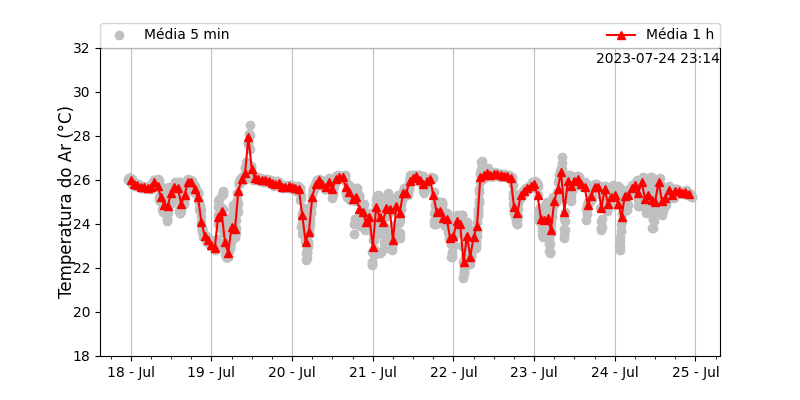 Média 5 min
Média 1 h
2023-07-24 23:14
Temperatura do Ar (°C)
32
30
28
26
24
22
20
18
18 - Jul
19 - Jul
20 - Jul
21 - Jul
22 - Jul
23 - Jul
24 - Jul
25 - Jul